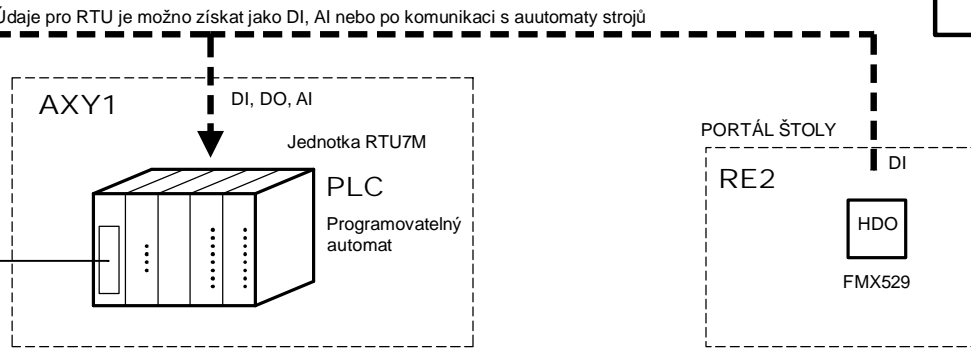 Údaje pro RTU je možno získat jako DI, AI nebo po komunikaci s auutomaty strojů
AXY1
DI, DO, AI
Jednotka RTU7M
PLC
Programovatelný
automat
PORTÁL ŠTOLY
RE2
DI
HDO
FMX529